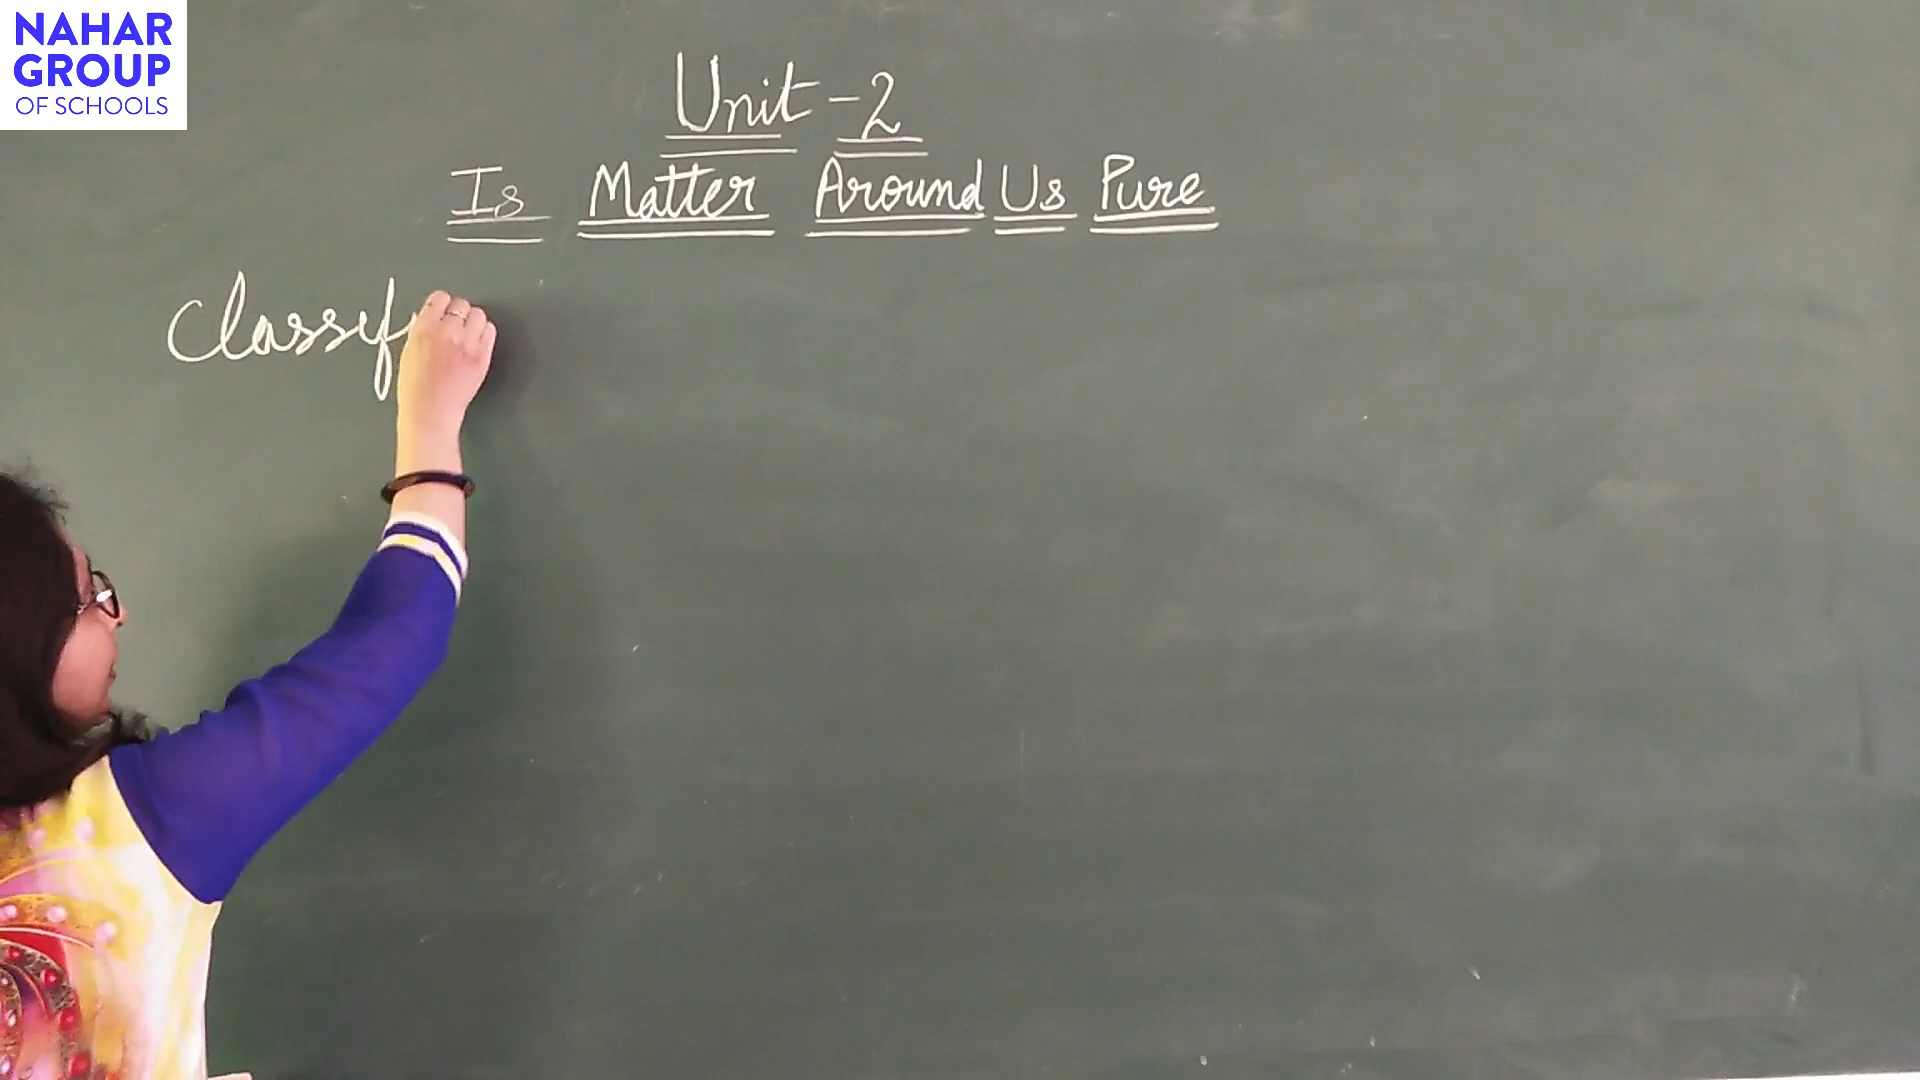 NAHAR
GROUP
OF SCHOOLS
Unit-2
Is Matter Around Us Pure
Classif